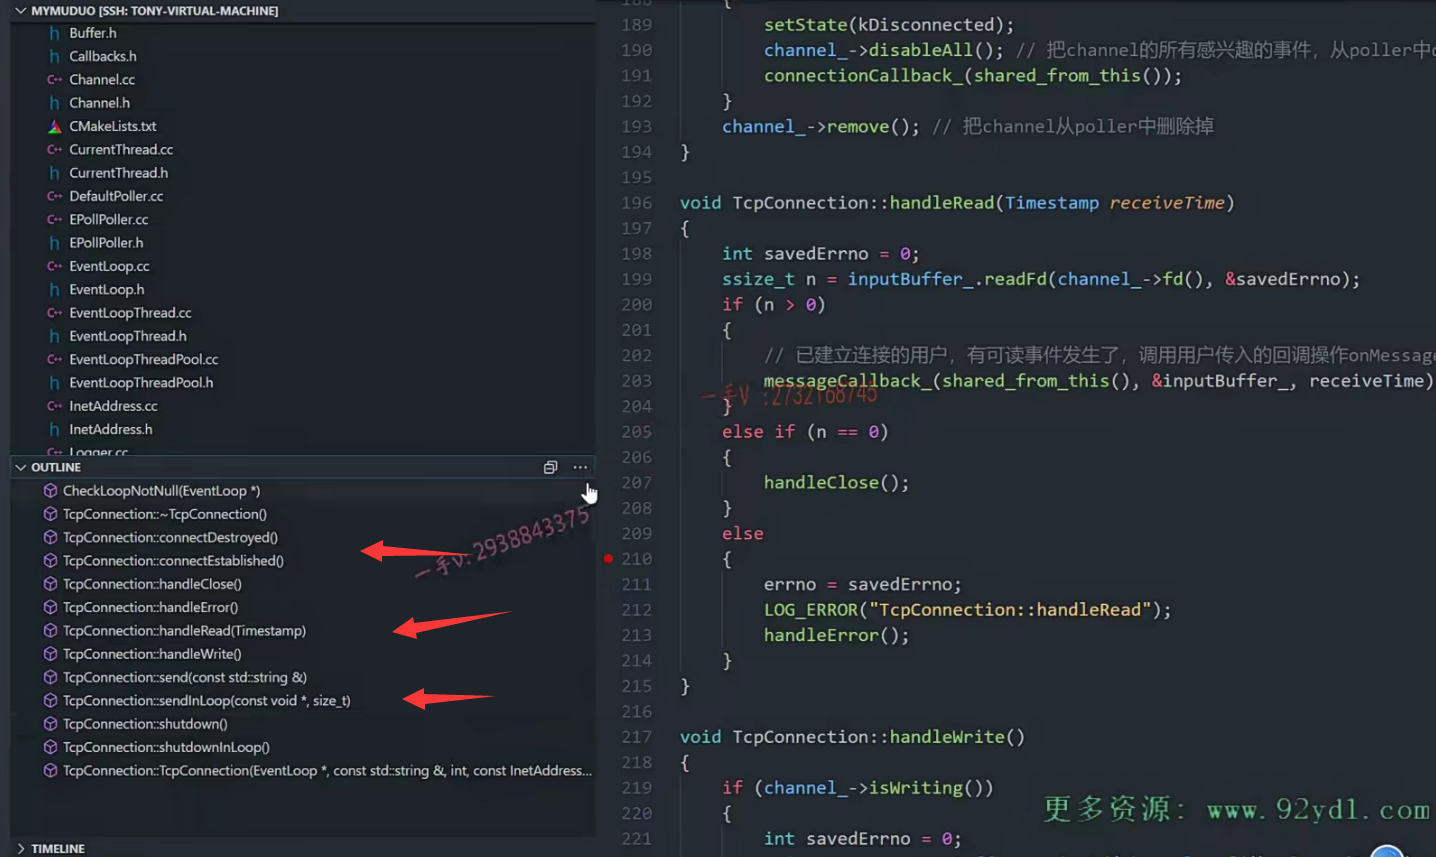 MYMUDUO [SSH: TONY-VIRTUAL-MACHINE]
Buffer.h
Callbacks.h
Channel.cc
Channel.h
CMakeLists.txt
CurrentThread.cc
CurrentThread.h
DefaultPoller.cc
EPollPoller.cc
EPollPoller.h
EventLoop.cc
EventLoop.h
EventLoopThread.cc
EventLoopThread.h
EventLoopThreadPool.cc
EventLoopThreadPool.h
InetAddress.cc
InetAddress.h
Logger.cc
OUTLINE
CheckLoopNotNull(EventLoop *)
TcpConnection::~TcpConnection()
TcpConnection::connectDestroyed()
TcpConnection::connectEstablished()
TcpConnection::handleClose()
TcpConnection::handleError()
TcpConnection::handleRead(Timestamp)
TcpConnection::handleWrite()
TcpConnection::send(const std::string &)
TcpConnection::sendInLoop(const void *, size_t)
TcpConnection::shutdown()
TcpConnection::shutdownInLoop()
TcpConnection::TcpConnection(EventLoop *, const std::string &, int, const InetAddress...
TIMELINE
一手V:2938843375
188 {
189 setState(kDisconnected);
190 channel_->disableAll(); // 把channel的所有感兴趣的事件，从poller中
191 connectionCallback_(shared_from_this());
192 }
193 channel_->remove(); // 把channel从poller中删除掉
194 }
195
196 void TcpConnection::handleRead(Timestamp receiveTime)
197 {
198 int savedErrno = 0;
199 ssize_t n = inputBuffer_.readFd(channel_->fd(), &savedErrno);
200 if (n > 0)
201 {
202 // 已建立连接的用户，有可读事件发生了，调用用户传入的回调操作onMessage
203 messageCallback_(shared_from_this(), &inputBuffer_, receiveTime)
一手V :2732168745
204 }
205 else if (n == 0)
206 {
207 handleClose();
208 }
209 else
210 {
211 errno = savedErrno;
212 LOG_ERROR("TcpConnection::handleRead");
213 handleError();
214 }
215 }
216
217 void TcpConnection::handleWrite()
218 {
219 if (channel_->isWriting())
220 {
221 int savedErrno = 0;
更多资源: www.92ydl.com